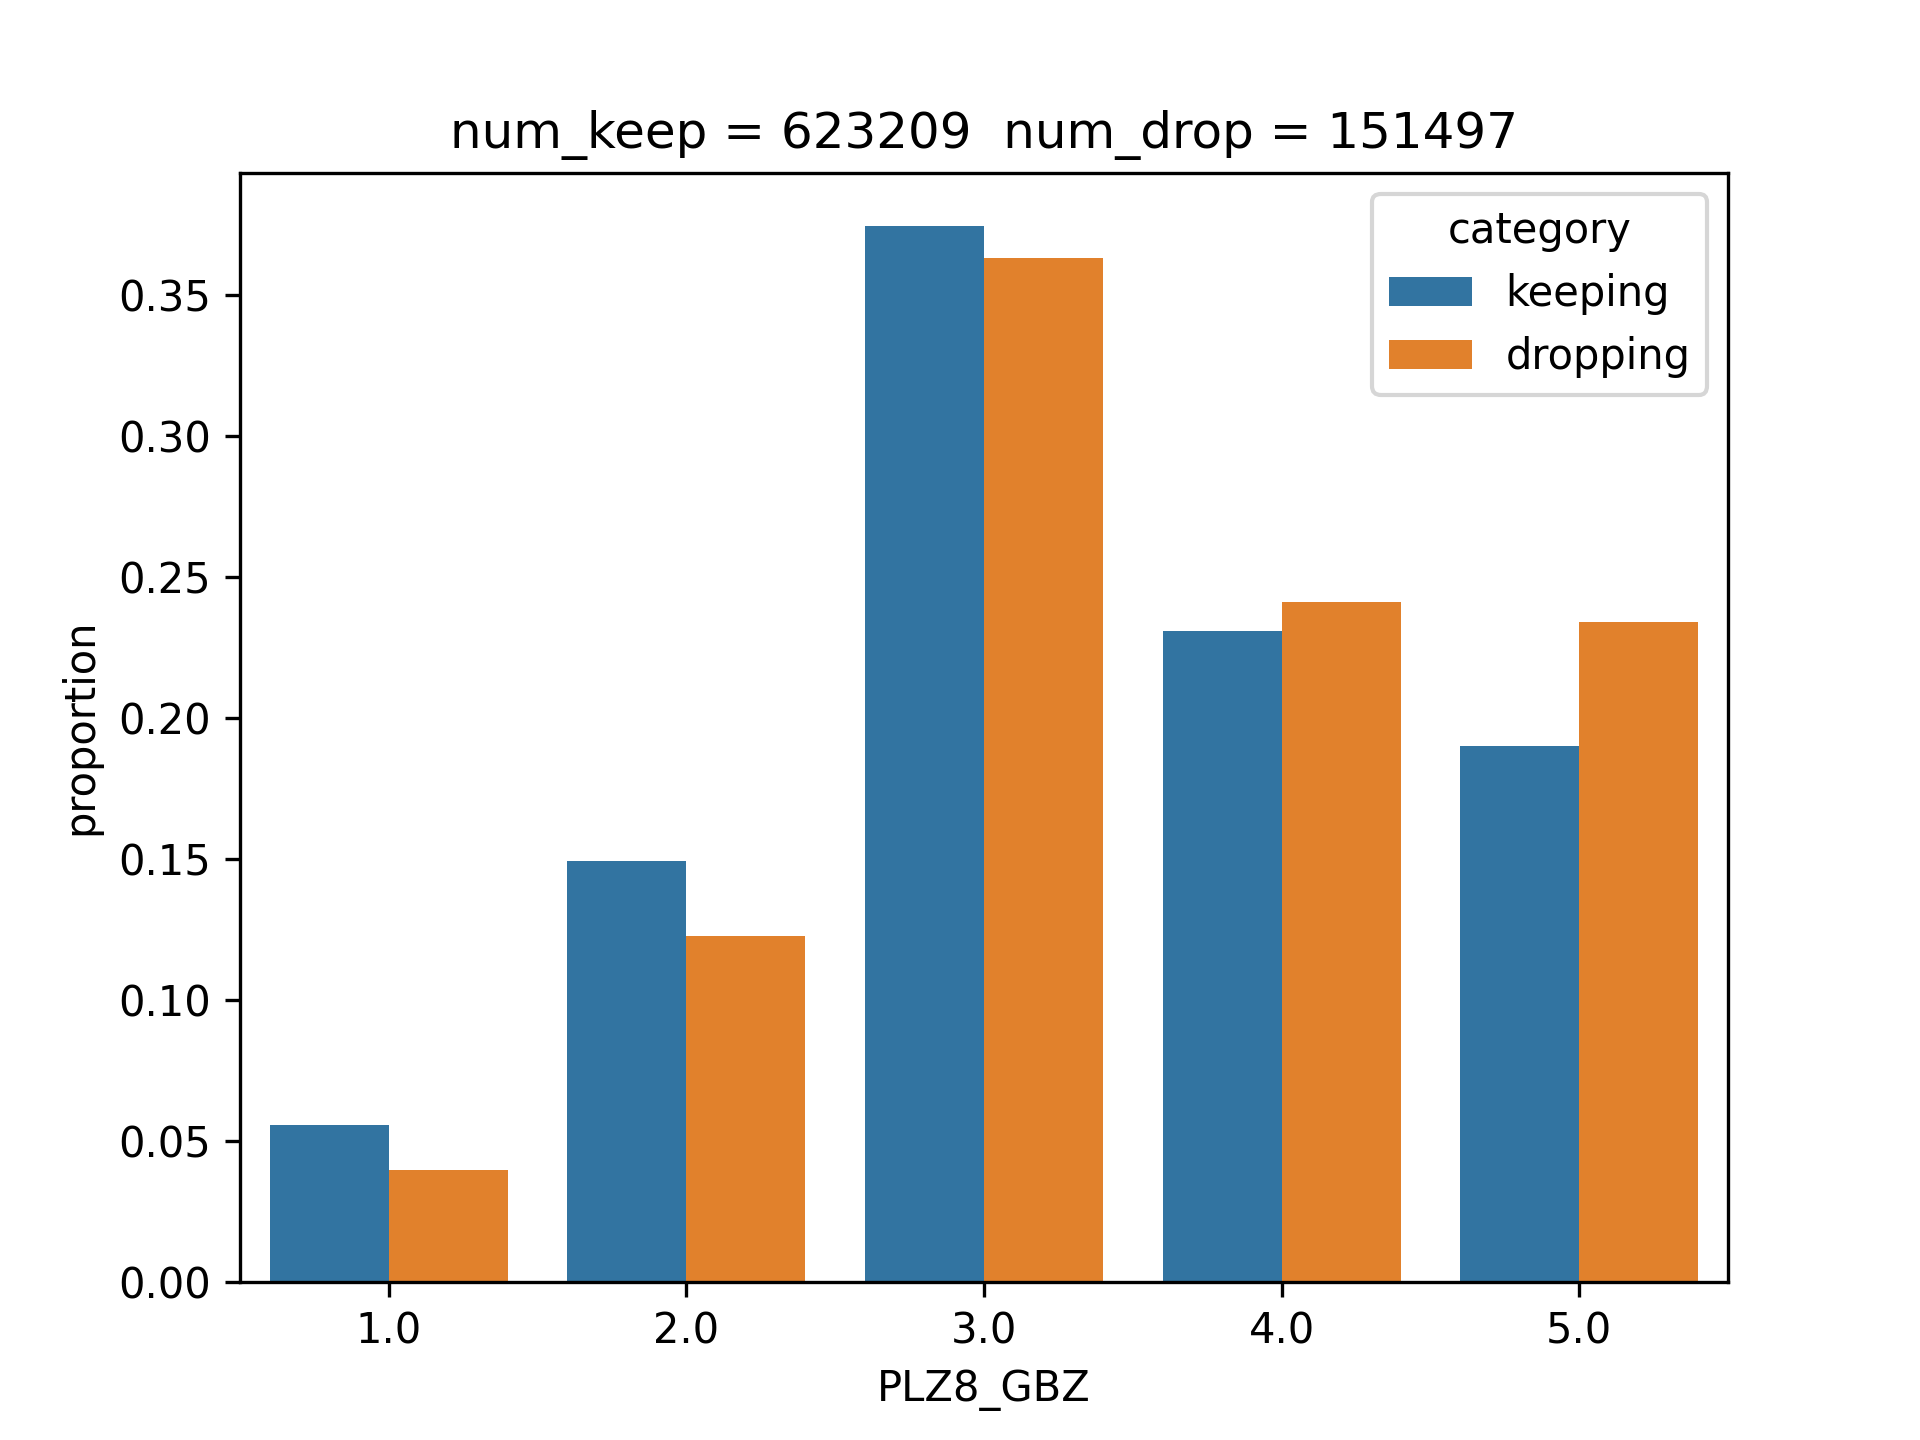 num_keep = 623209  num_drop = 151497
category
keeping
dropping
0.35
0.30
0.25
0.20
0.15
0.10
0.05
0.00
proportion
1.0 2.0 3.0 4.0 5.0
PLZ8_GBZ